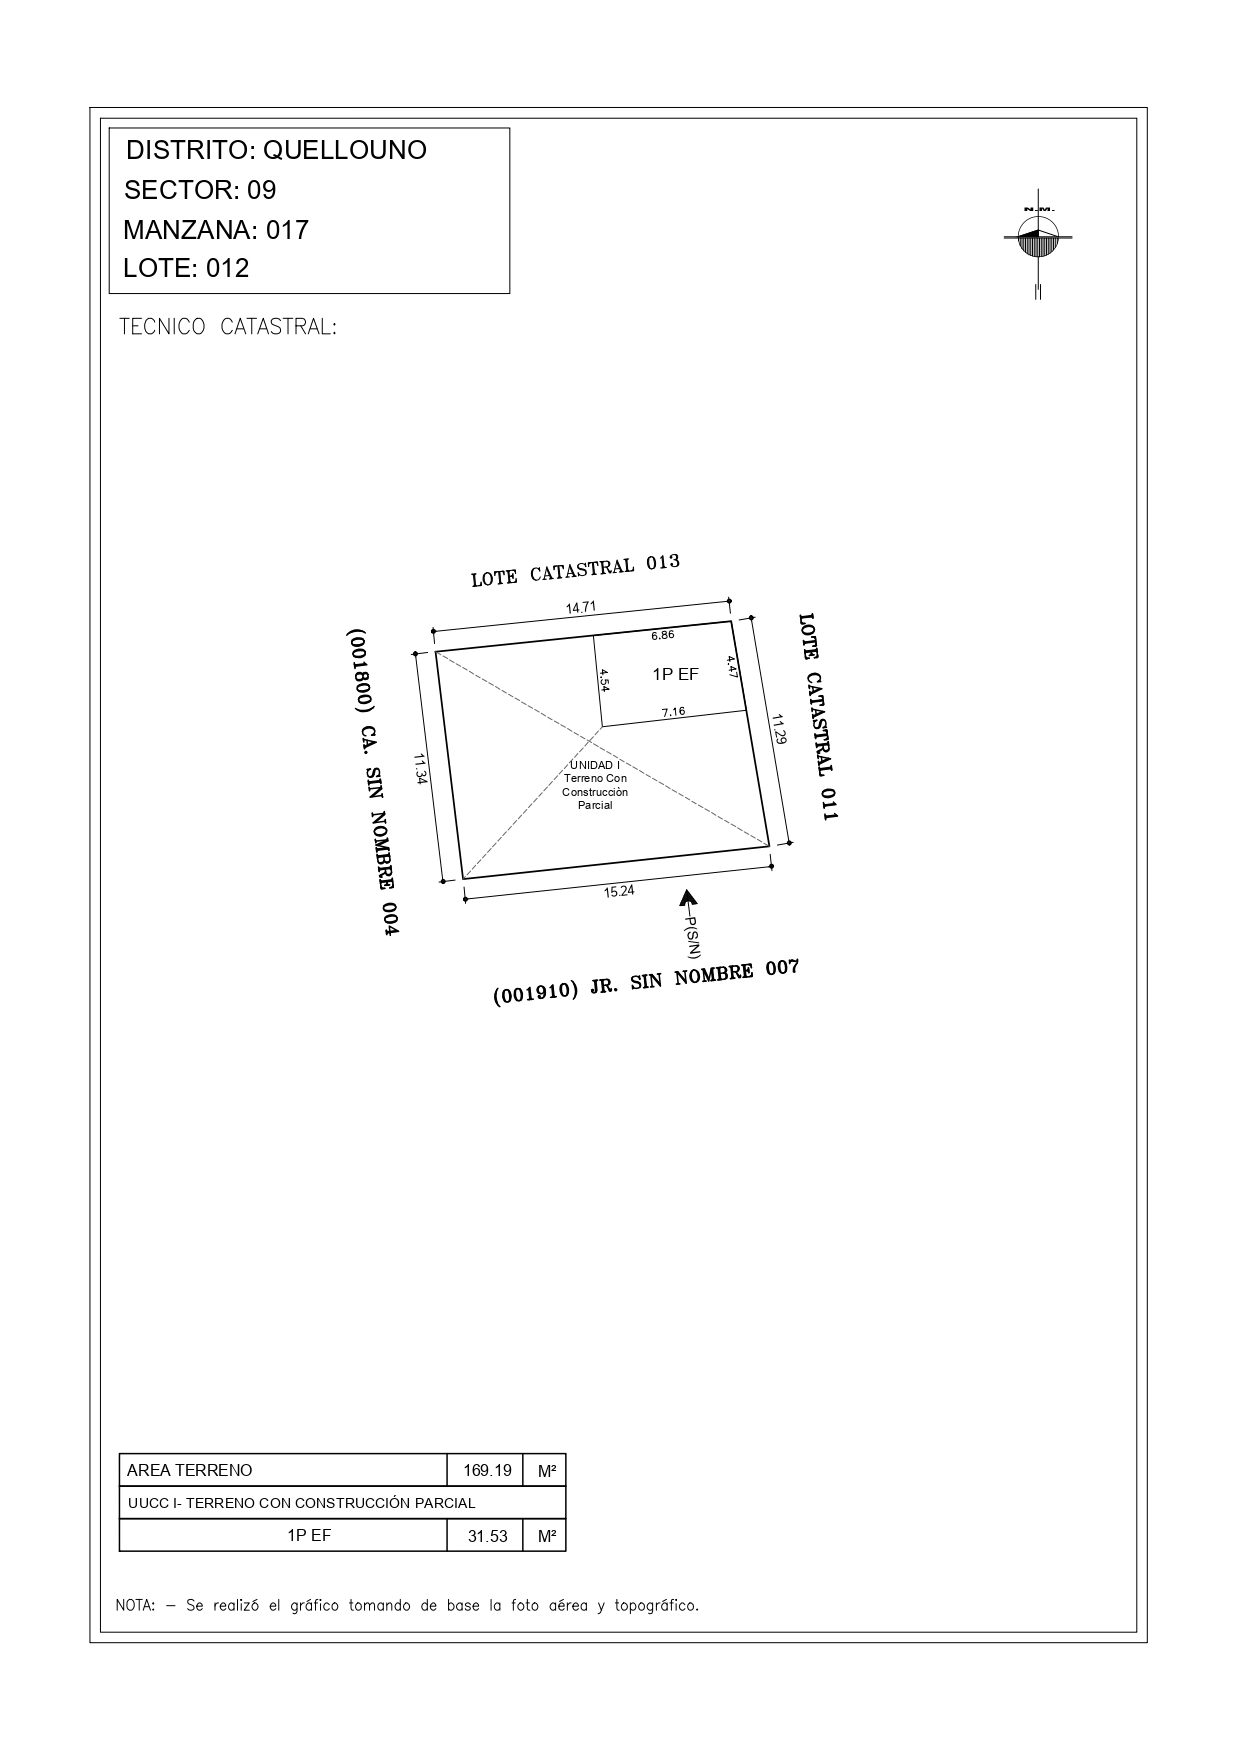 DISTRITO: QUELLOUNO
SECTOR: 09
MANZANA: 017
LOTE: 012
N.M.
TECNICO CATASTRAL:
LOTE CATASTRAL 013
14.71
6.86
(001800) CA. SIN NOMBRE 004
11.34
4.54
1P EF
4.47
7.16
11.29
LOTE CATASTRAL 011
UNIDAD I
Terreno Con
Construcciòn
Parcial
15.24
P(S/N)
(001910) JR. SIN NOMBRE 007
AREA TERRENO 169.19 M²
UUCC I- TERRENO CON CONSTRUCCIÓN PARCIAL
1P EF 31.53 M²
NOTA: – Se realizó el gráfico tomando de base la foto aérea y topográfico.